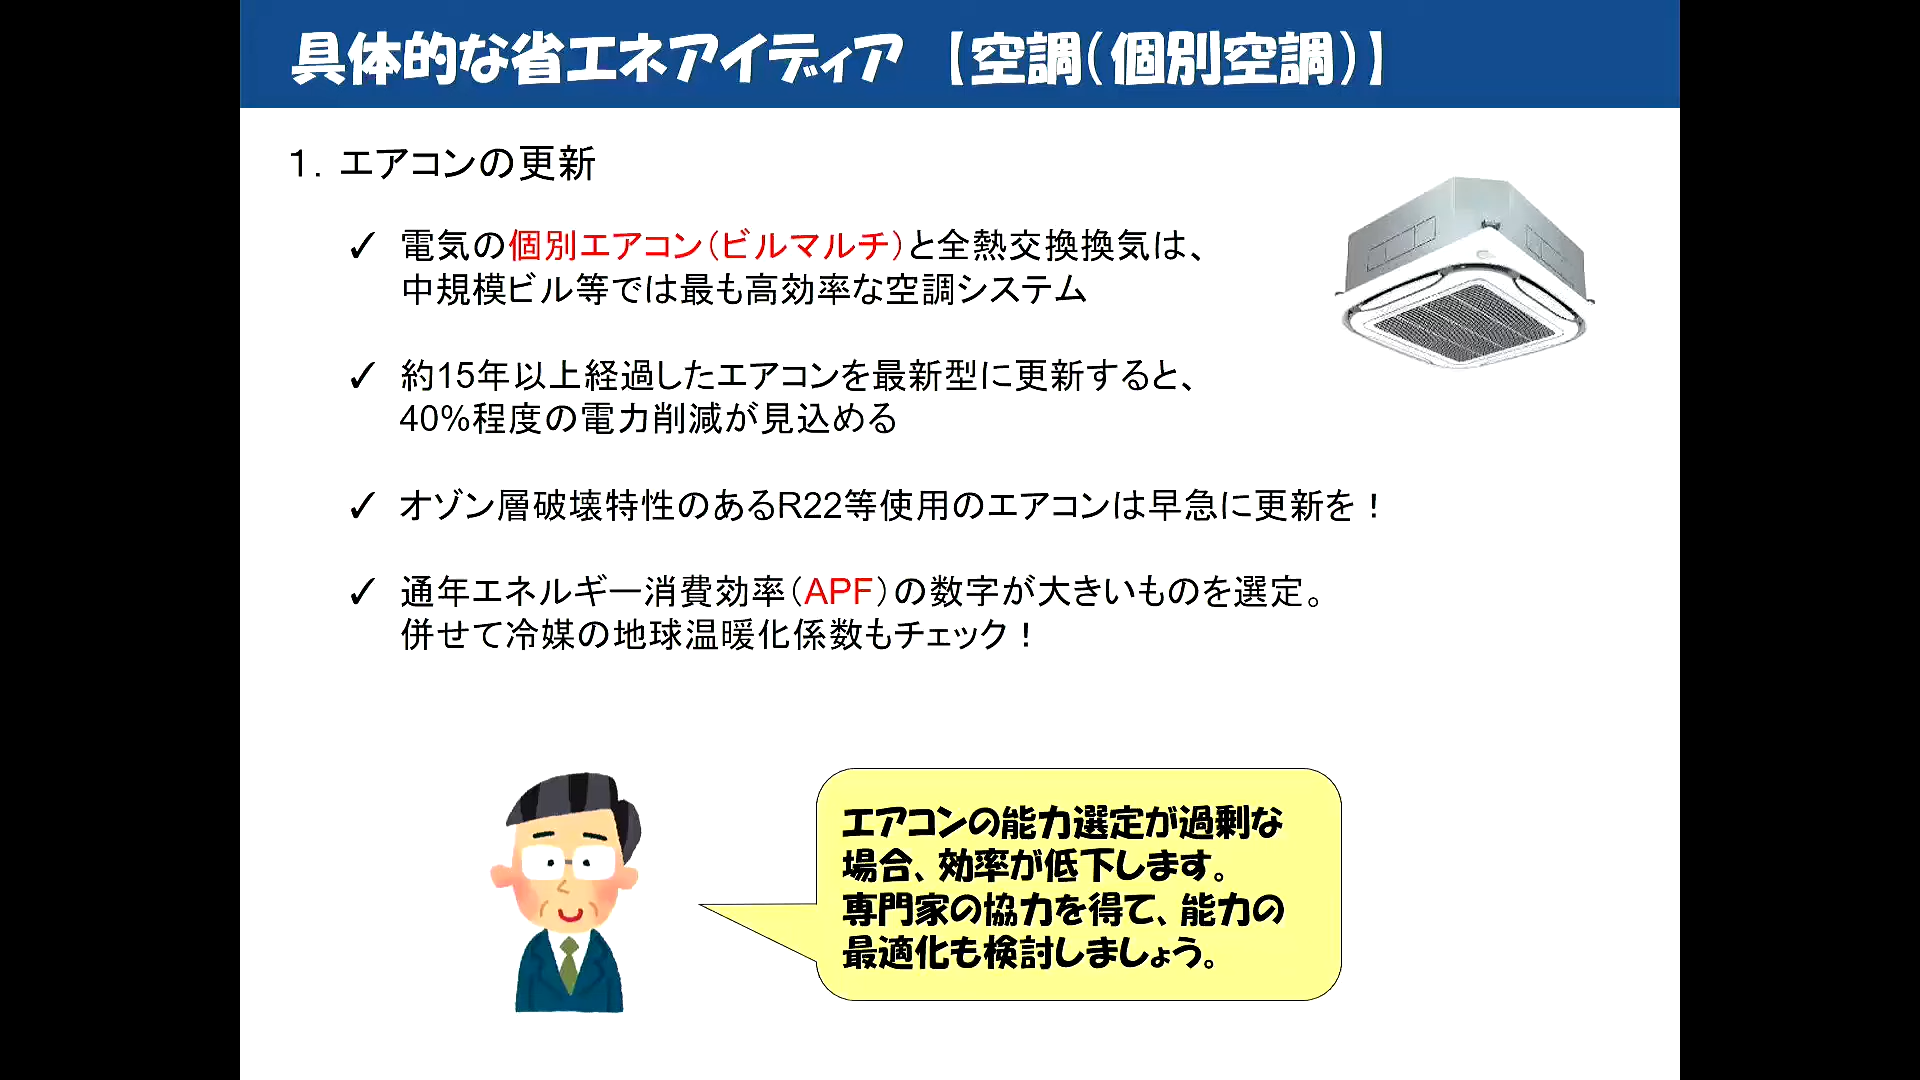 具体的な省エネアイディア 【空調（個別空調）】
1．エアコンの更新
✓ 電気の個別エアコン（ビルマルチ）と全熱交換換気は、
中規模ビル等では最も高効率な空調システム
✓ 約15年以上経過したエアコンを最新型に更新すると、
40%程度の電力削減が見込める
✓ オゾン層破壊特性のあるR22等使用のエアコンは早急に更新を！
✓ 通年エネルギー消費効率（APF）の数字が大きいものを選定。
併せて冷媒の地球温暖化係数もチェック！
エアコンの能力選定が過剰な
場合、効率が低下します。
専門家の協力を得て、能力の
最適化も検討しましょう。